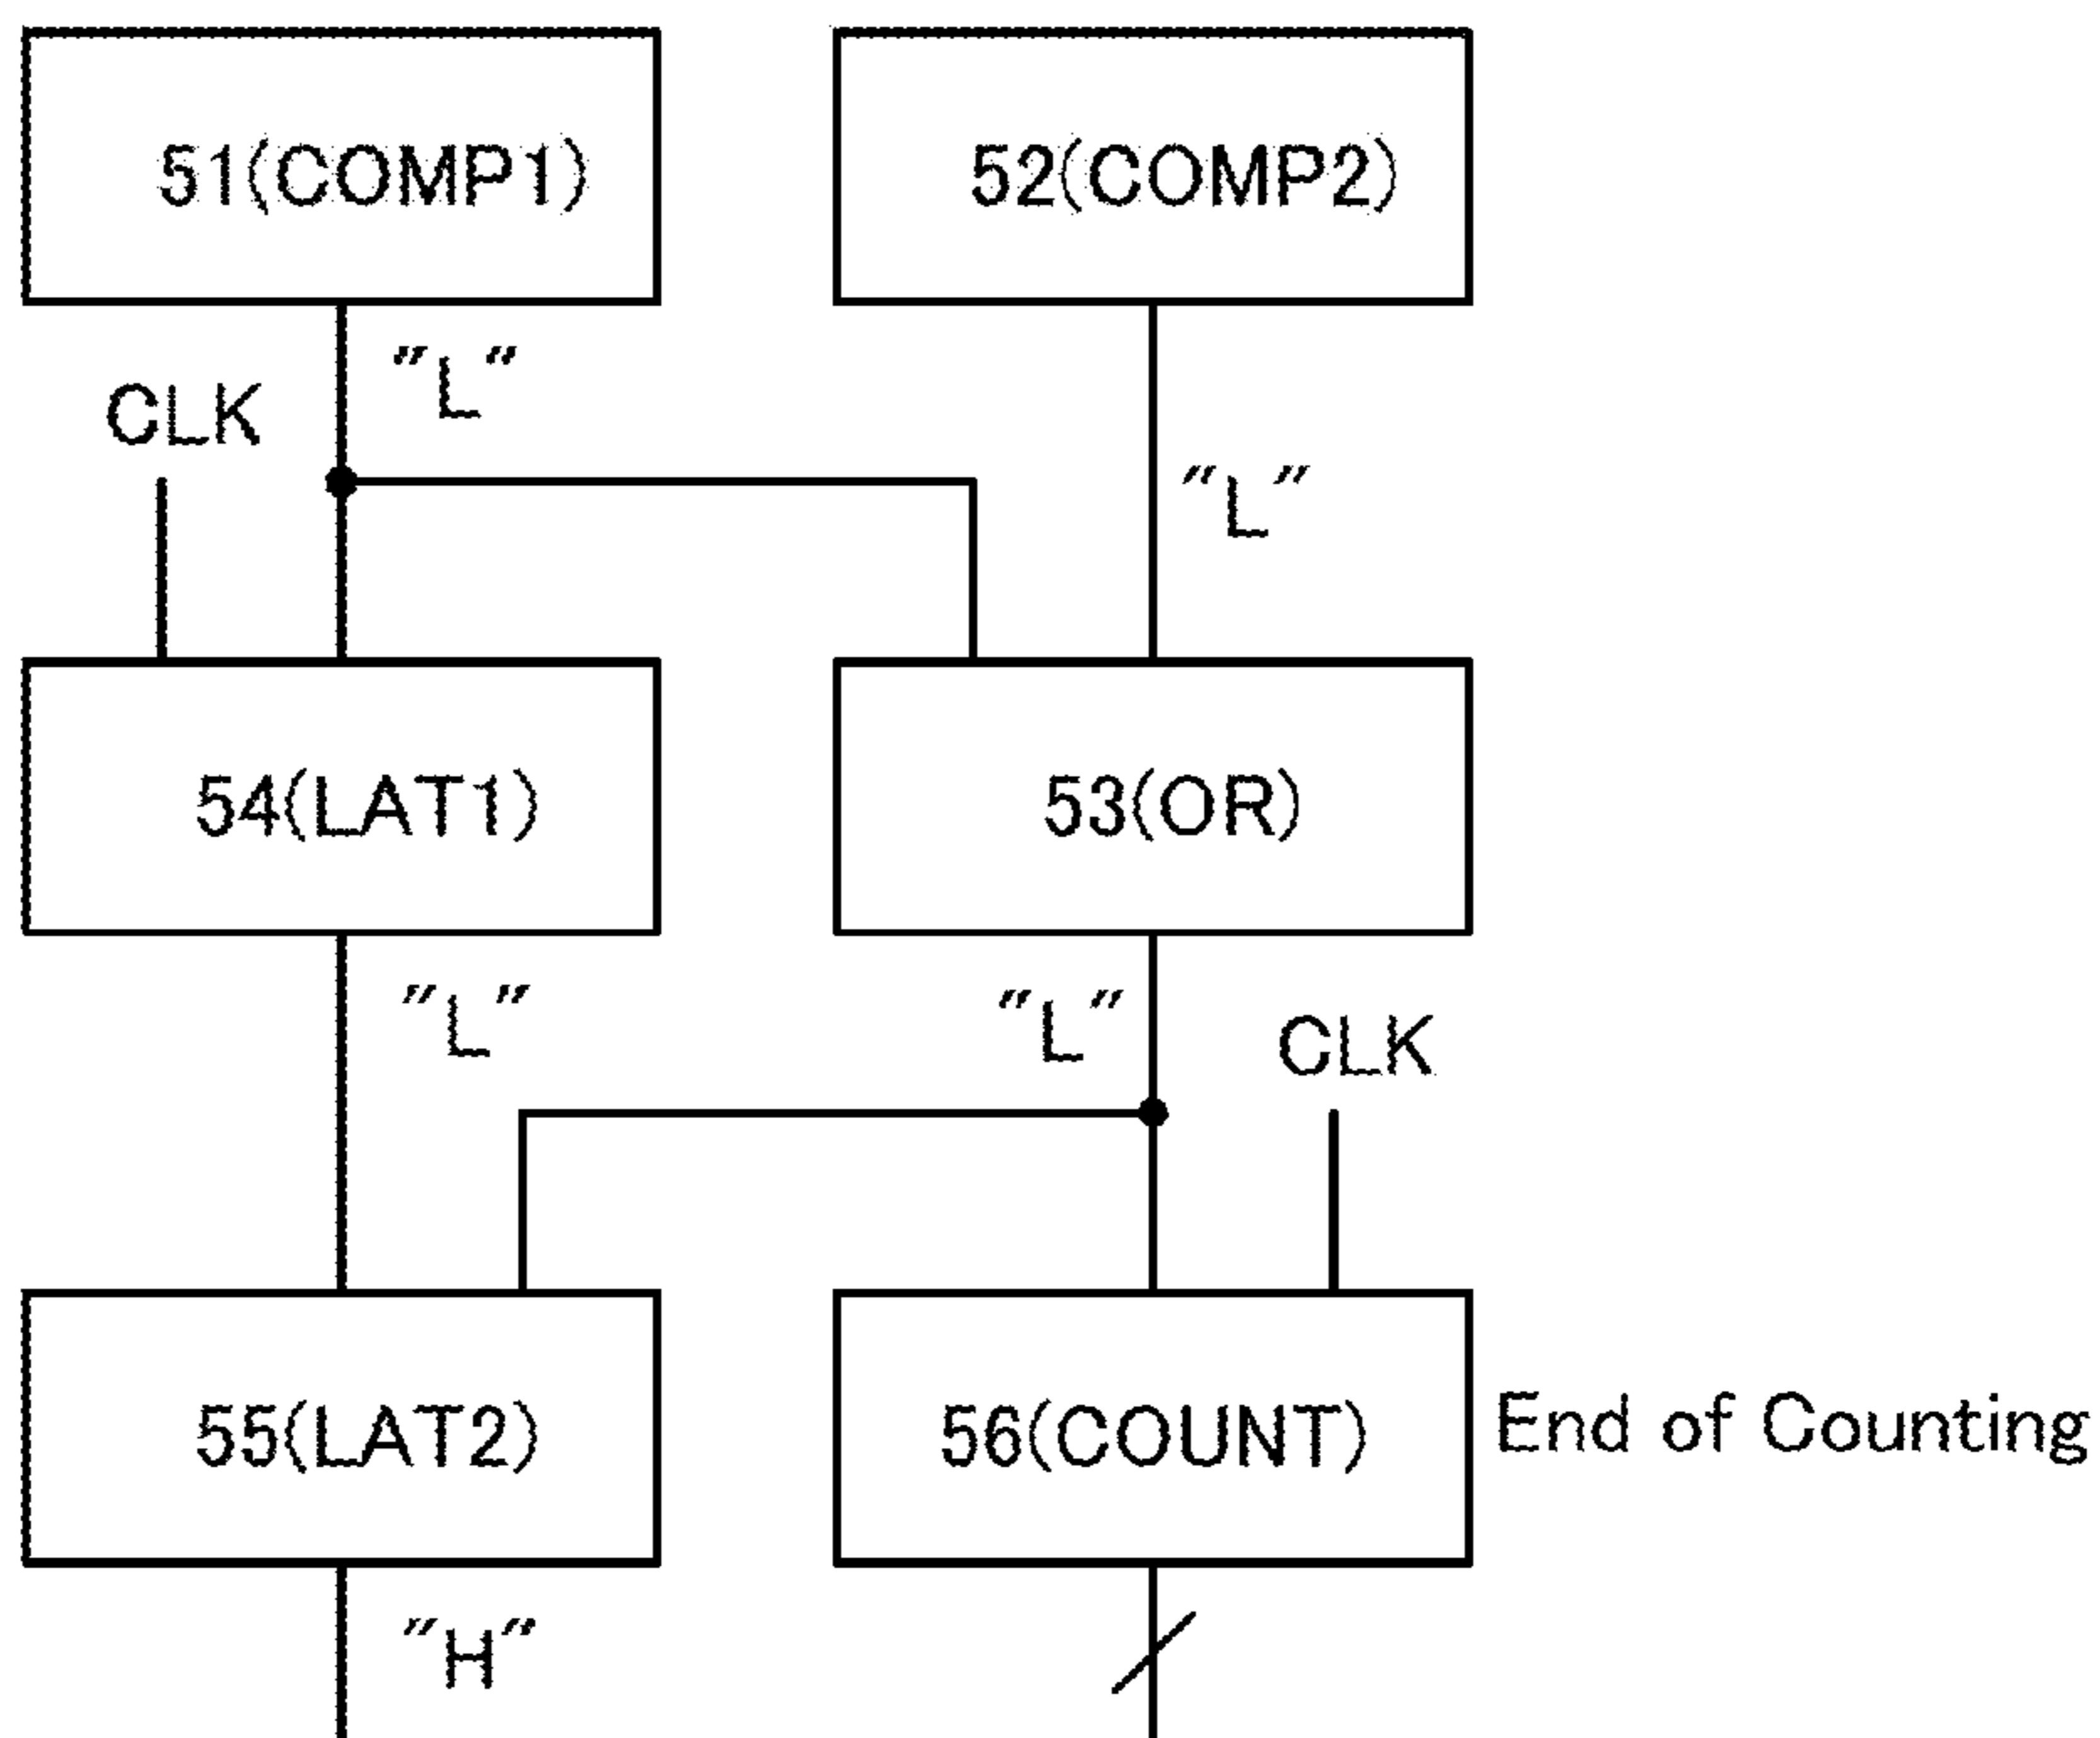 51(COMP1)
52(COMP2)
"L"
CLK
"L"
54(LAT1)
53(OR)
"L"
"L"
CLK
55(LAT2)
56(COUNT)
End of Counting
"H"